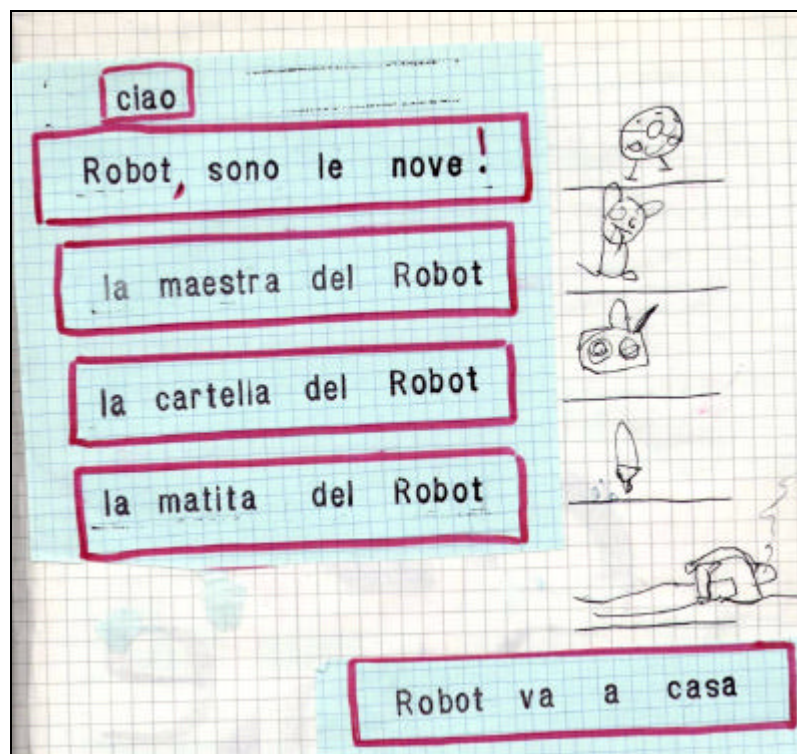 ciao
Robot, sono le nove!
la maestra del Robot
la cartella del Robot
la matita del Robot
Robot va a casa